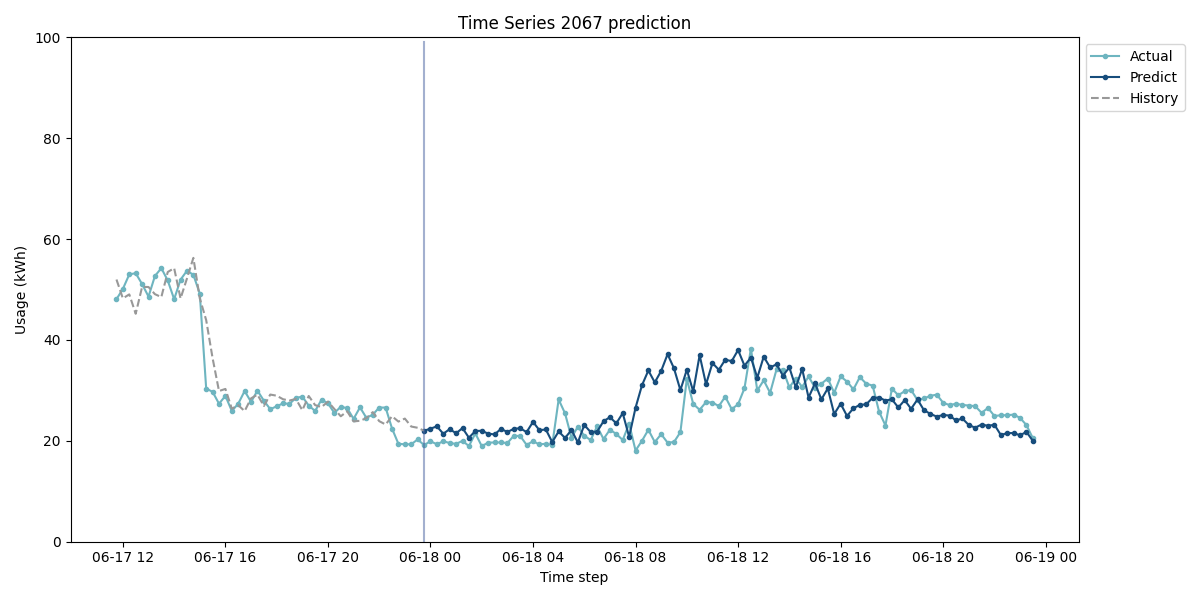 Time Series 2067 prediction
100
80
60
40
20
0
Usage (kWh)
06-17 12
06-17 16
06-17 20
06-18 00
06-18 04
06-18 08
06-18 12
06-18 16
06-18 20
06-19 00
Time step
Actual
Predict
History